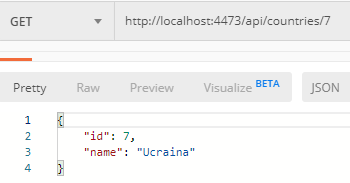 GET http://localhost:4473/api/countries/7
Pretty Raw Preview Visualize BETA JSON
1 {
2 "id": 7,
3 "name": "Ucraina"
4 }